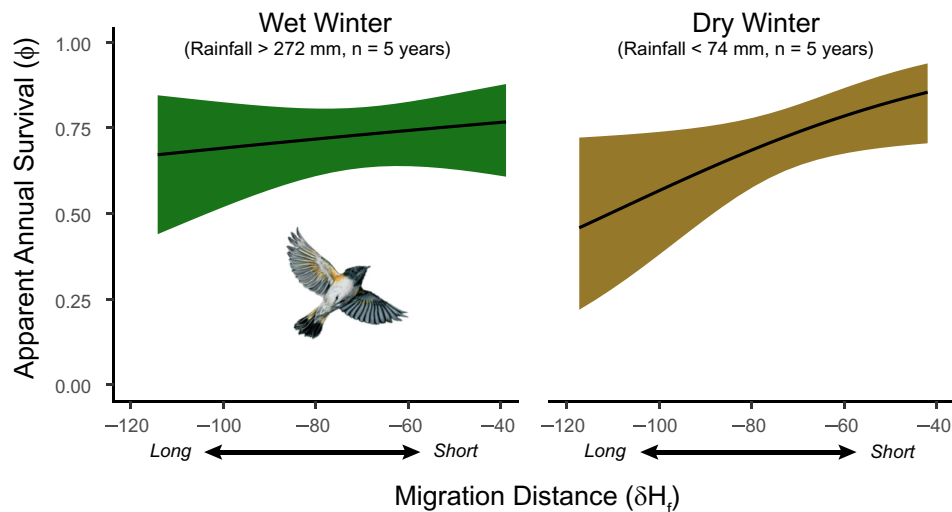 Wet Winter
(Rainfall > 272 mm, n = 5 years)
Dry Winter
(Rainfall < 74 mm, n = 5 years)
Apparent Annual Survival (ϕ)
1.00
0.75
0.50
0.25
0.00
−120 −100 −80 −60 −40
−120 −100 −80 −60 −40
Long Short
Long Short
Migration Distance (δH_f)